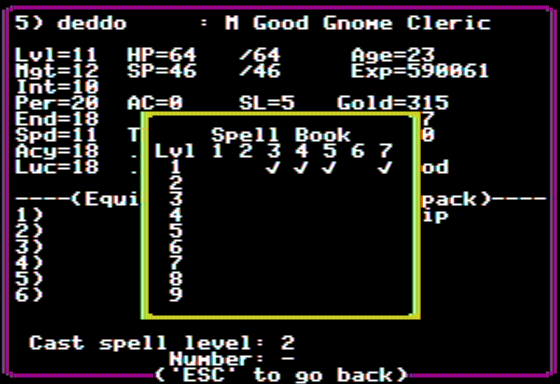 5) deddo : M Good Gnome Cleric
Lvl=11 HP=64 /64 Age=23
Mgt=12 SP=46 /46 Exp=590061
Int=10
Per=20 AC=0 SL=5 Gold=315
End=18 7
Spd=11 T 0
Acy=18 .
Luc=18 . od
Spell Book
Lvl 1 2 3 4 5 6 7
1 ✓ ✓ ✓ ✓
2
3
4
5
6
7
8
9
----(Equi pack)----
1) ip
2)
3)
4)
5)
6)
Cast spell level: 2
Number: -
('ESC' to go back)